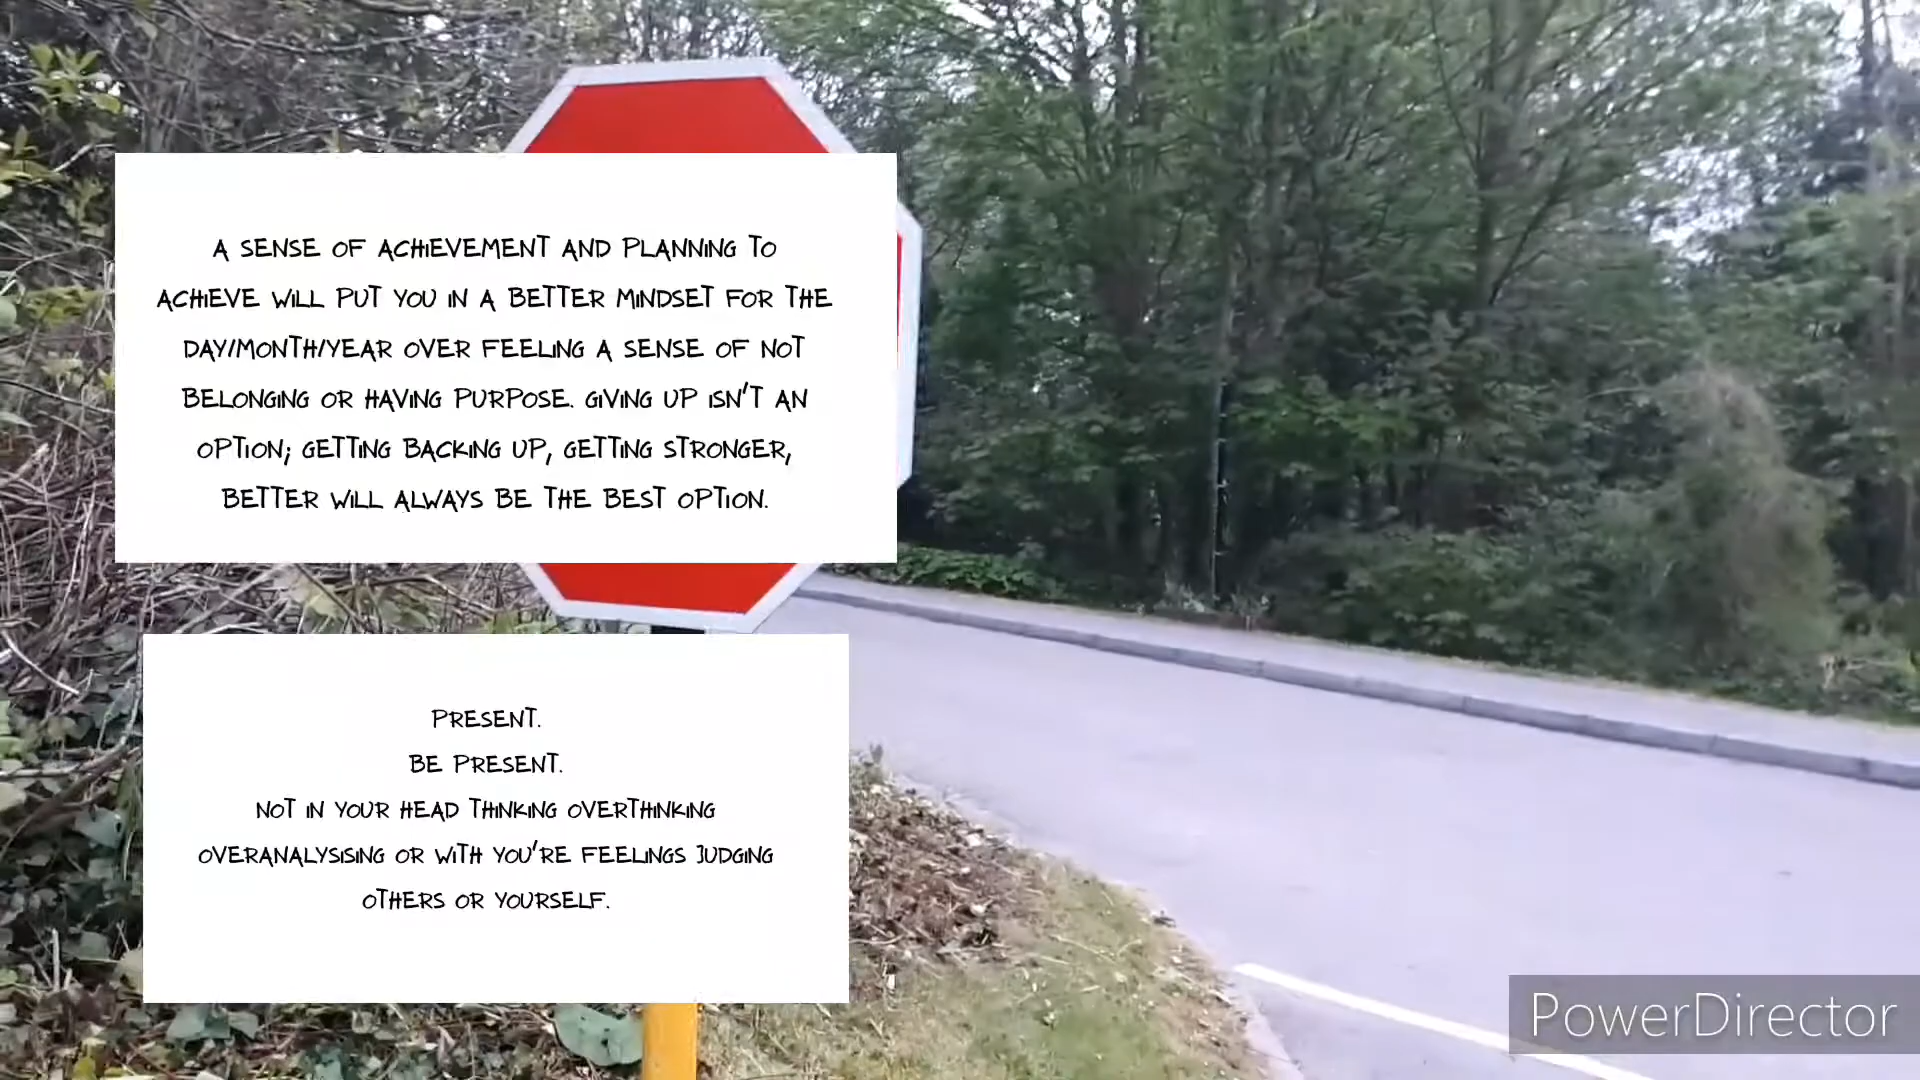 A SENSE OF ACHIEVEMENT AND PLANNING TO
ACHIEVE WILL PUT YOU IN A BETTER MINDSET FOR THE
DAY/MONTH/YEAR OVER FEELING A SENSE OF NOT
BELONGING OR HAVING PURPOSE. GIVING UP ISN'T AN
OPTION; GETTING BACKING UP, GETTING STRONGER,
BETTER WILL ALWAYS BE THE BEST OPTION.
PRESENT.
BE PRESENT.
NOT IN YOUR HEAD THINKING OVERTHINKING
OVERANALYSISING OR WITH YOU'RE FEELINGS JUDGING
OTHERS OR YOURSELF.
PowerDirector